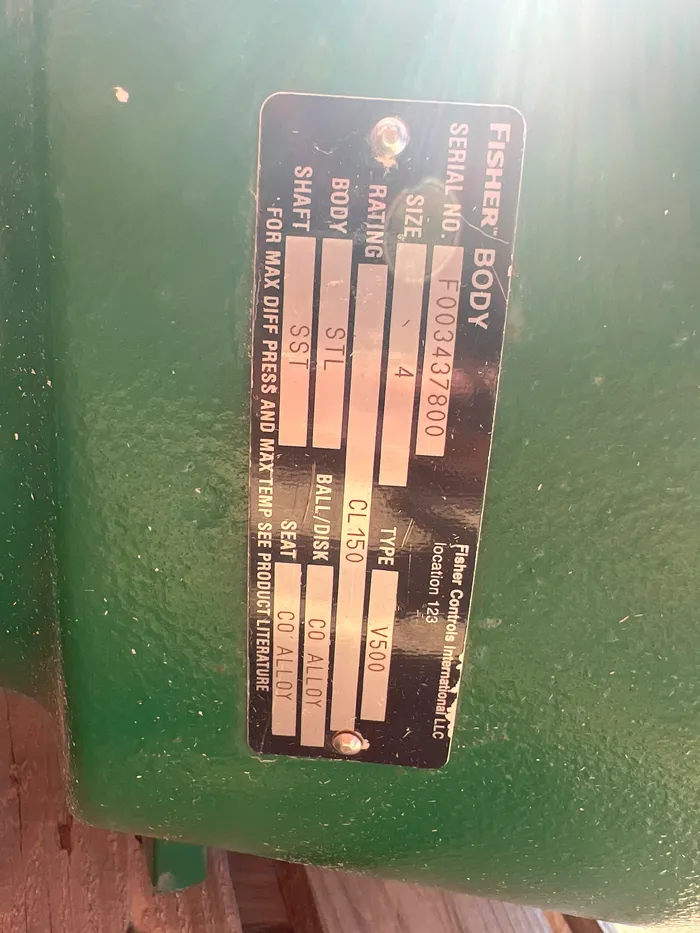 FISHER™ BODY
Fisher Controls International LLC
location 123
SERIAL NO. F003437800
SIZE 4 TYPE V500
RATING CL150
BODY STL BALL/DISK CO ALLOY
SHAFT SST SEAT CO ALLOY
FOR MAX DIFF PRESS AND MAX TEMP SEE PRODUCT LITERATURE